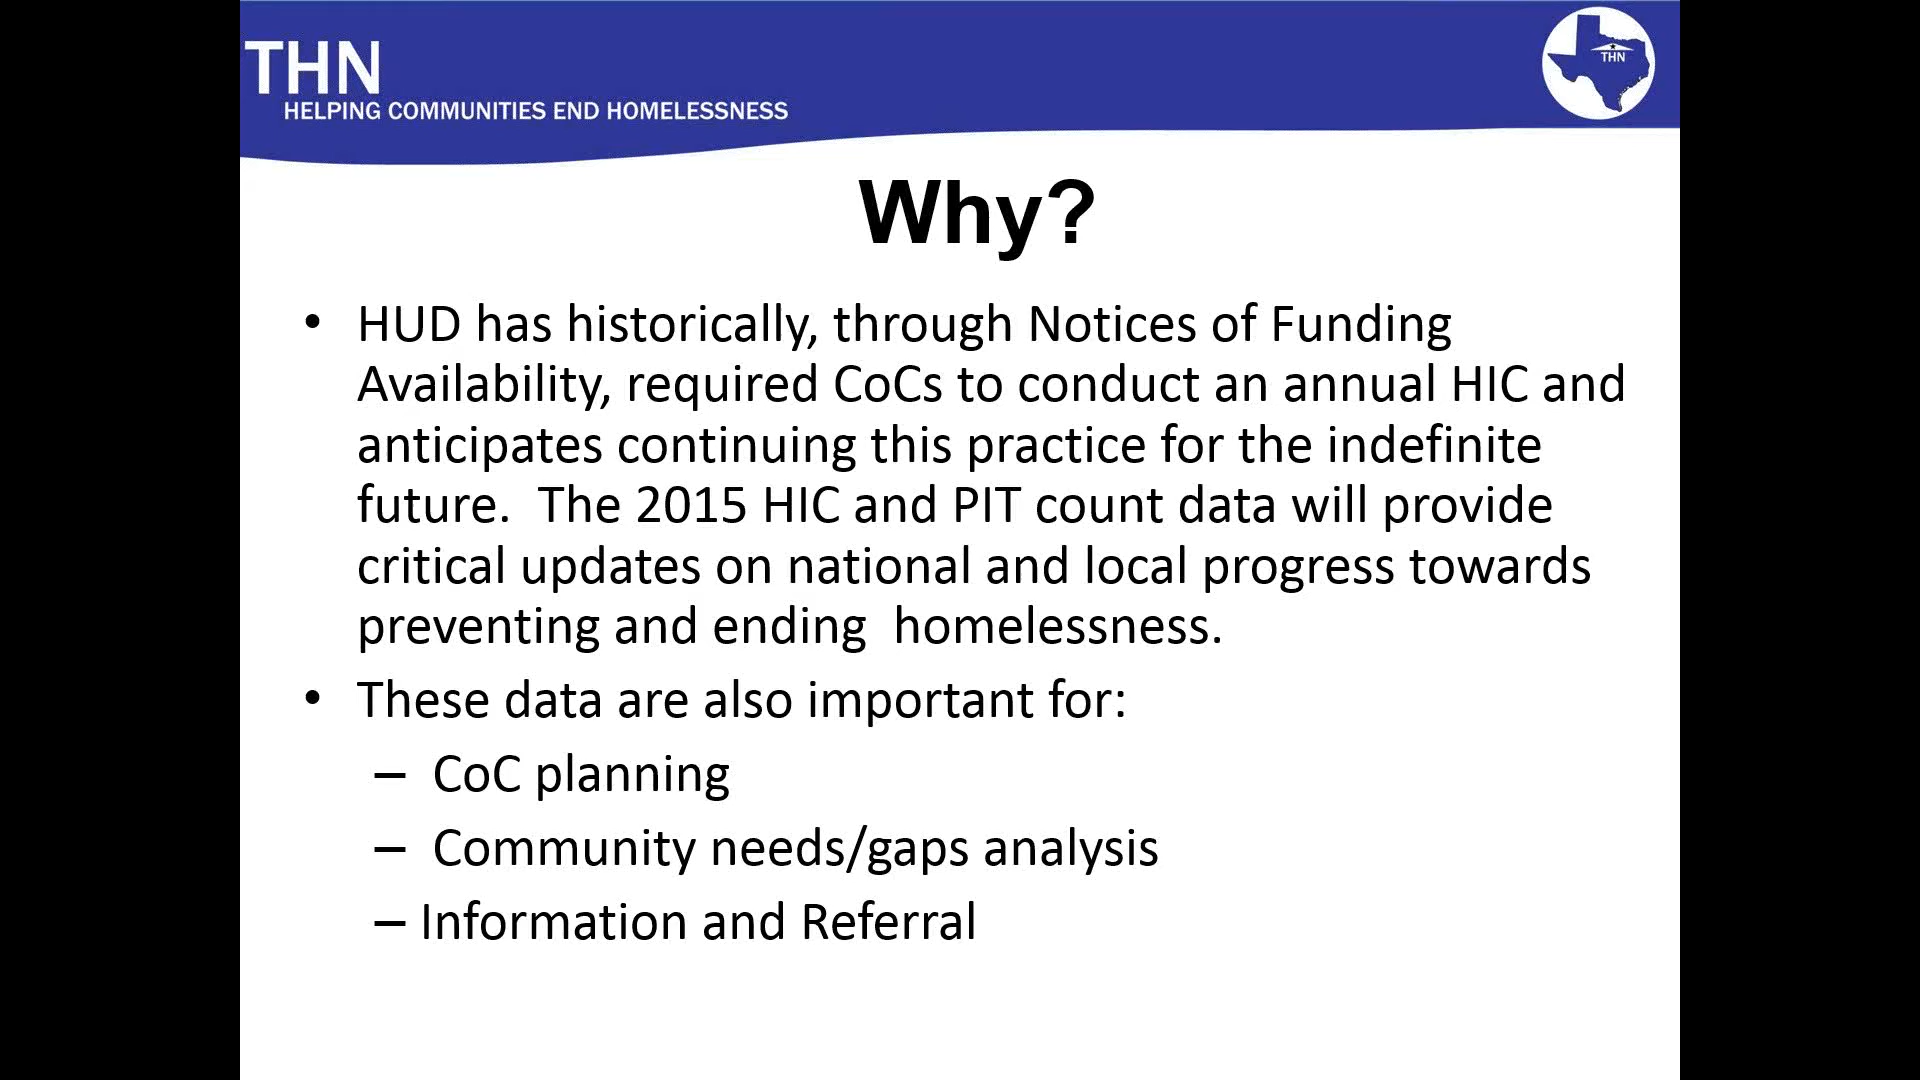 THN
HELPING COMMUNITIES END HOMELESSNESS
THN
Why?
• HUD has historically, through Notices of Funding
Availability, required CoCs to conduct an annual HIC and
anticipates continuing this practice for the indefinite
future.  The 2015 HIC and PIT count data will provide
critical updates on national and local progress towards
preventing and ending  homelessness.
• These data are also important for:
– CoC planning
– Community needs/gaps analysis
– Information and Referral